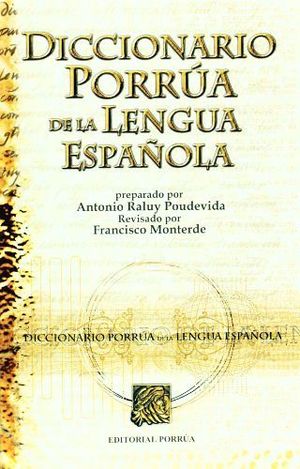 DICCIONARIO
PORRÚA
DE LA LENGUA
ESPAÑOLA
preparado por
Antonio Raluy Poudevida
Revisado por
Francisco Monterde
DICCIONARIO PORRÚA DE LA LENGUA ESPAÑOLA
EDITORIAL PORRÚA